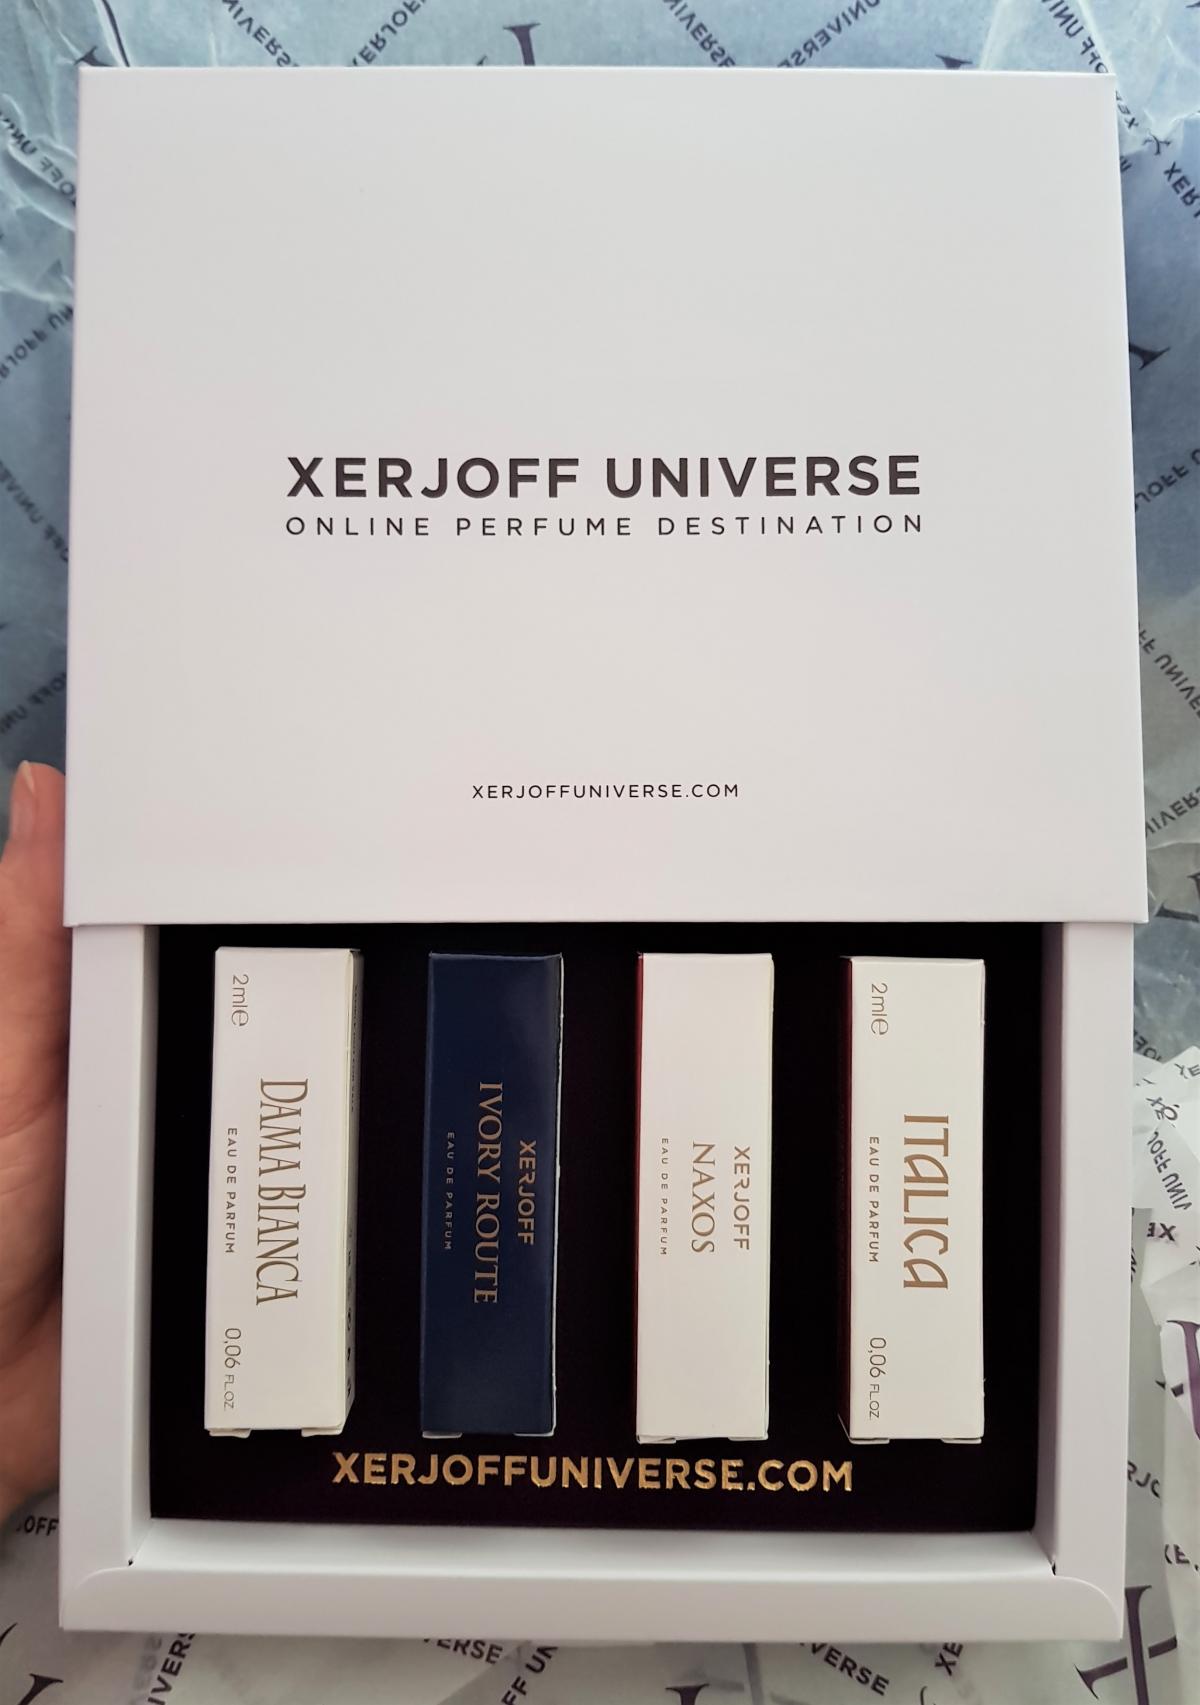 XERJOFF UNIVERSE
ONLINE PERFUME DESTINATION
XERJOFFUNIVERSE.COM
2ml℮
DAMA BIANCA
EAU DE PARFUM
0,06 FL.OZ.
XERJOFF
IVORY ROUTE
EAU DE PARFUM
XERJOFF
NAXOS
EAU DE PARFUM
2ml℮
ITALICA
EAU DE PARFUM
0,06 FL.OZ.
XERJOFFUNIVERSE.COM